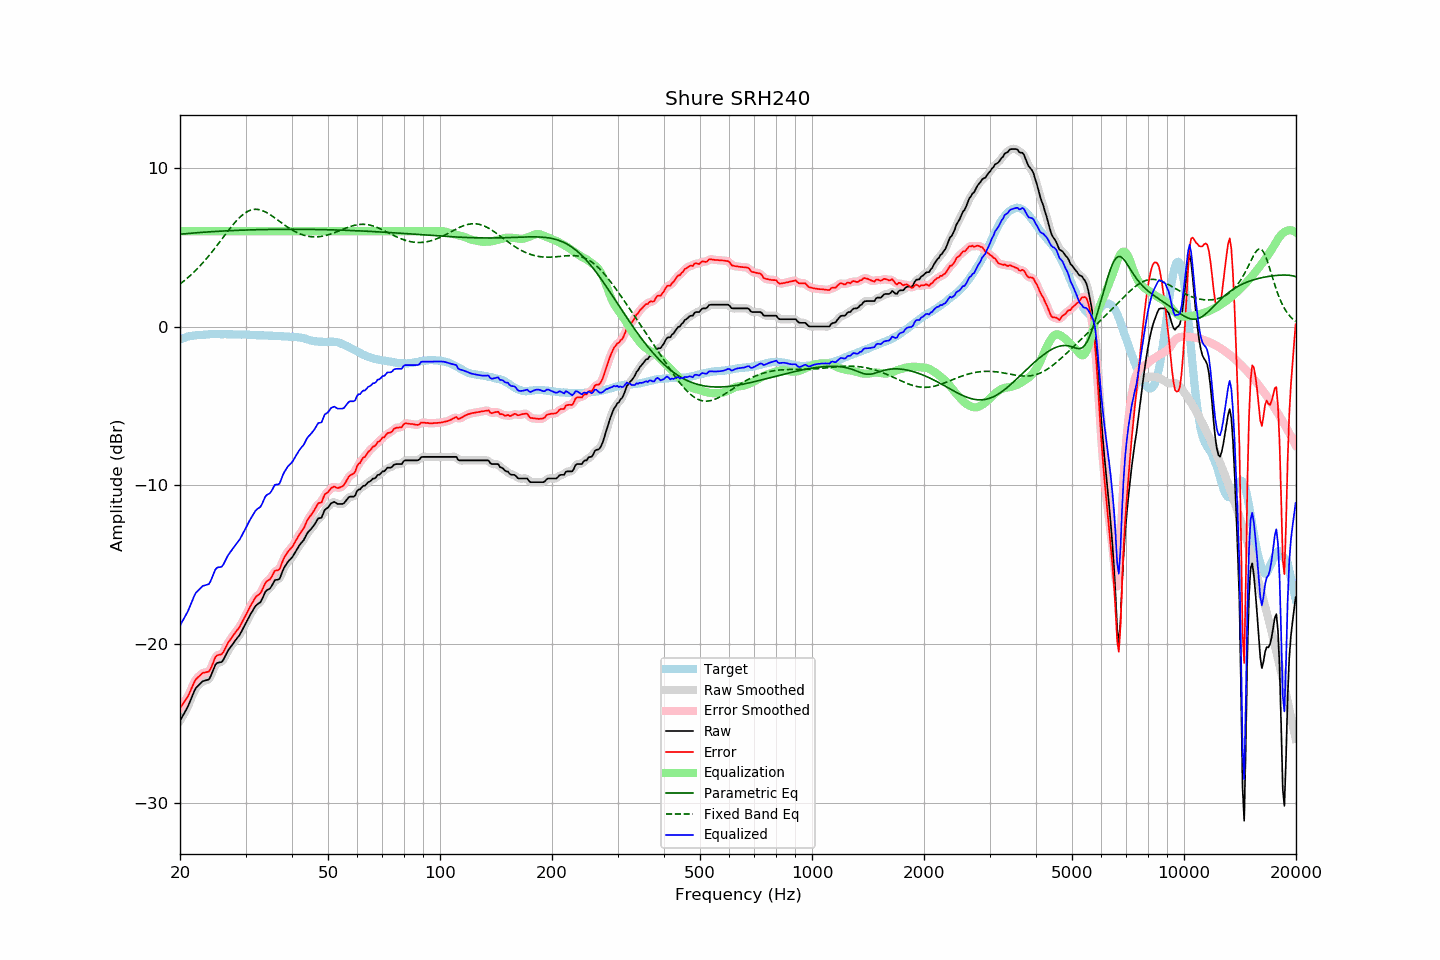 Shure SRH240
10
0
−10
−20
−30
Amplitude (dBr)
Target
Raw Smoothed
Error Smoothed
Raw
Error
Equalization
Parametric Eq
Fixed Band Eq
Equalized
20 50 100 200 500 1000 2000 5000 10000 20000
Frequency (Hz)